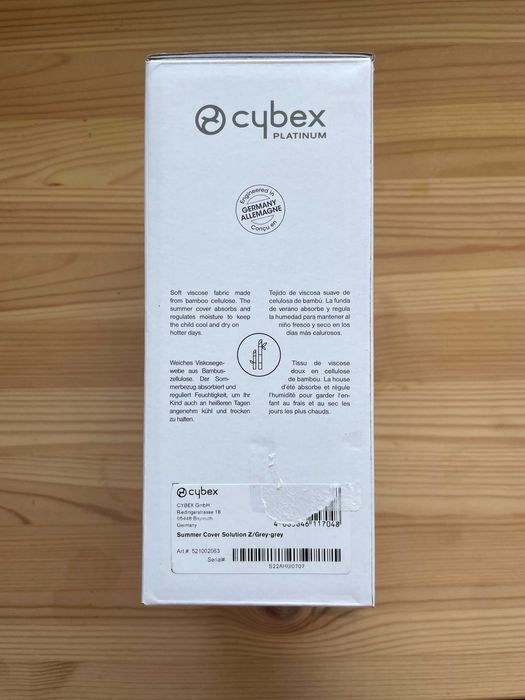 cybex
PLATINUM
Engineered in
GERMANY
ALLEMAGNE
Conçu en
Soft viscose fabric made
from bamboo cellulose. The
summer cover absorbs and
regulates moisture to keep
the child cool and dry on
hotter days.
Tejido de viscosa suave de
celulosa de bambú. La funda
de verano absorbe y regula
la humedad para mantener al
niño fresco y seco en los
días más calurosos.
Weiches Viskosege-
webe aus Bambus-
zellulose. Der Som-
merbezug absorbiert und
reguliert Feuchtigkeit, um Ihr
Kind auch an heißeren Tagen
angenehm kühl und trocken
zu halten.
Tissu de viscose
doux en cellulose
de bambou. La house
d'été absorbe et régule
l'humidité pour garder l'en-
fant au frais et au sec les
jours les plus chauds.
cybex
CYBEX GmbH
Riedingerstrasse 18
95448 Bayreuth
Germany
117048
Summer Cover Solution Z/Grey-grey
Art.#: 521002063
Serial#: